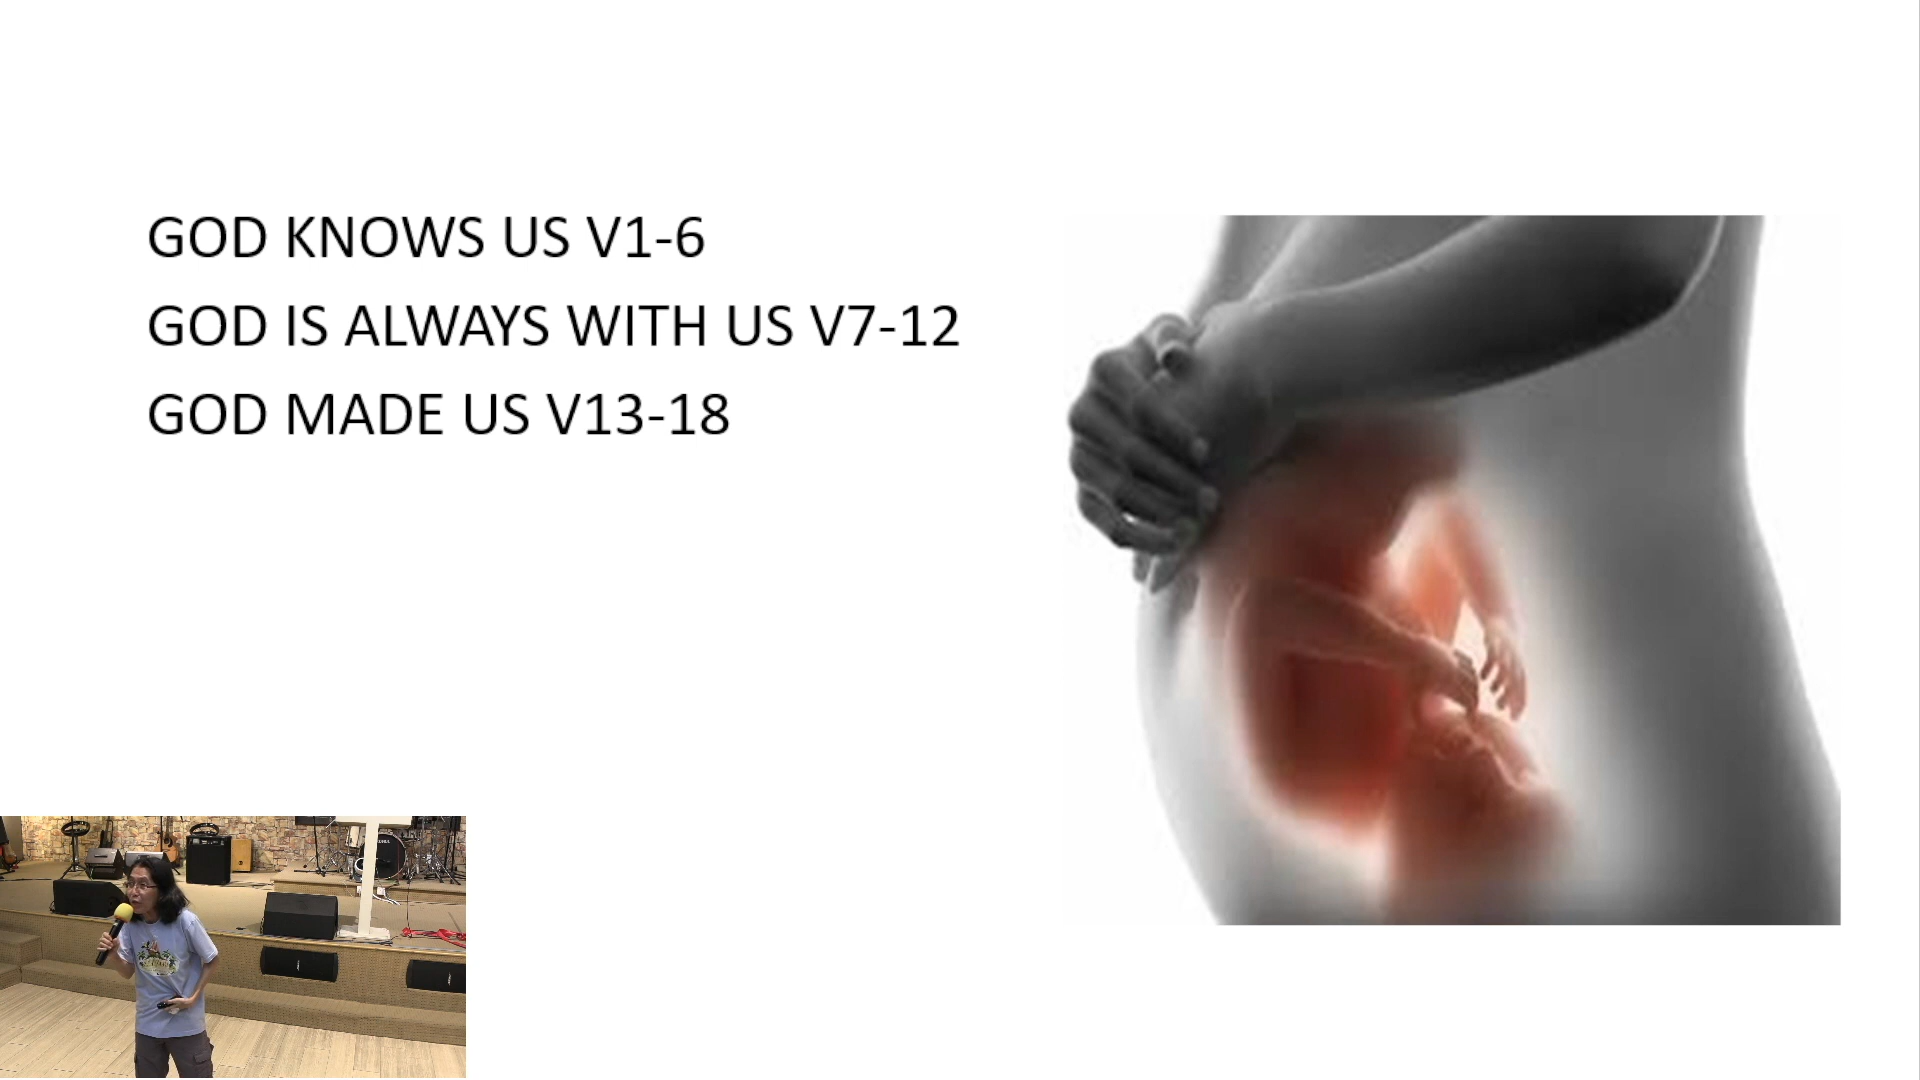 GOD KNOWS US V1-6
GOD IS ALWAYS WITH US V7-12
GOD MADE US V13-18